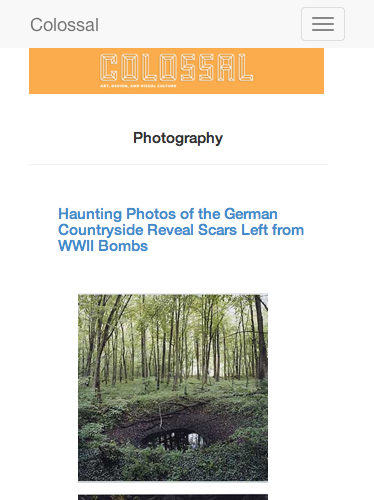 Colossal
COLOSSAL
ART, DESIGN, AND VISUAL CULTURE
Photography
Haunting Photos of the German
Countryside Reveal Scars Left from
WWII Bombs